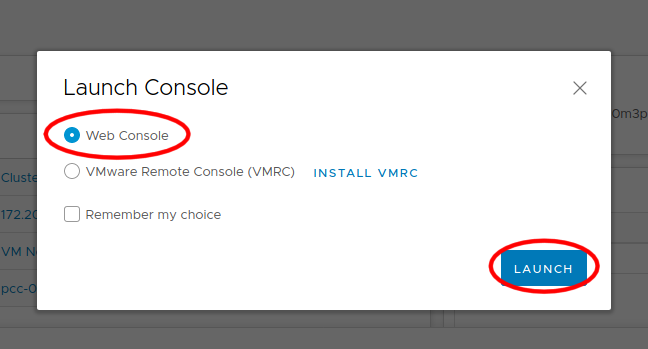 Launch Console
0m3p
Web Console
VMware Remote Console (VMRC) INSTALL VMRC
Cluste
172.20
Remember my choice
VM N
LAUNCH
pcc-0